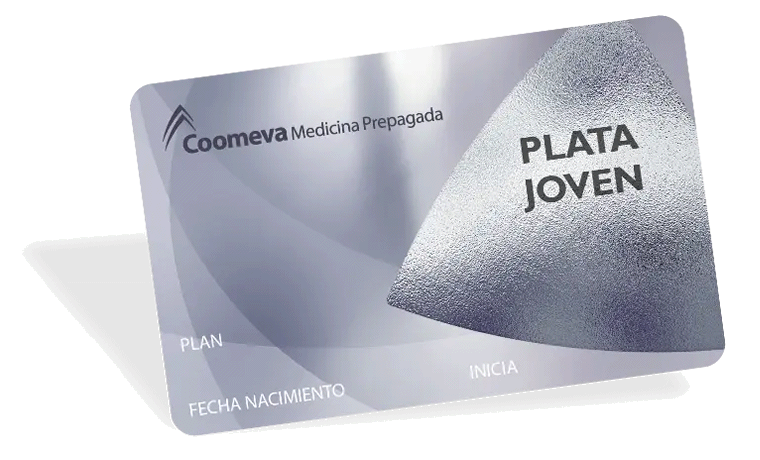 Coomeva Medicina Prepagada
PLATA
JOVEN
PLAN
FECHA NACIMIENTO
INICIA